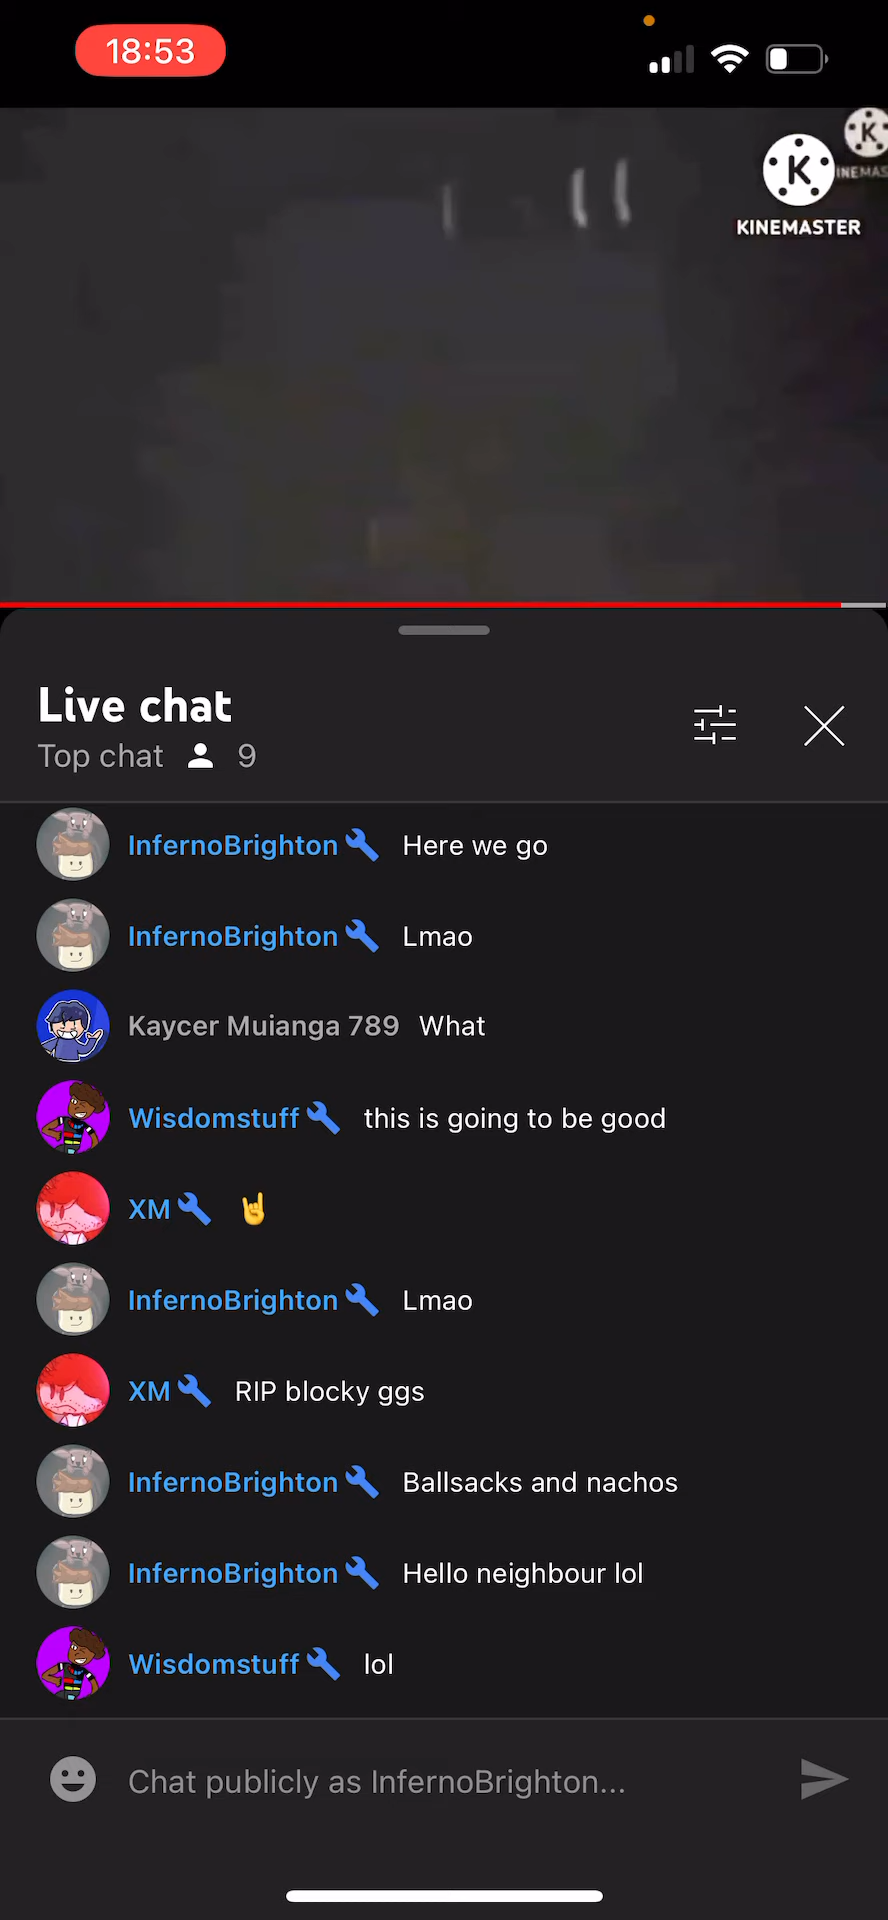 18:53
K
K
INEMAS
KINEMASTER
Live chat
Top chat 9
InfernoBrighton Here we go
InfernoBrighton Lmao
Kaycer Muianga 789 What
Wisdomstuff this is going to be good
XM 🤘
InfernoBrighton Lmao
XM RIP blocky ggs
InfernoBrighton Ballsacks and nachos
InfernoBrighton Hello neighbour lol
Wisdomstuff lol
Chat publicly as InfernoBrighton...